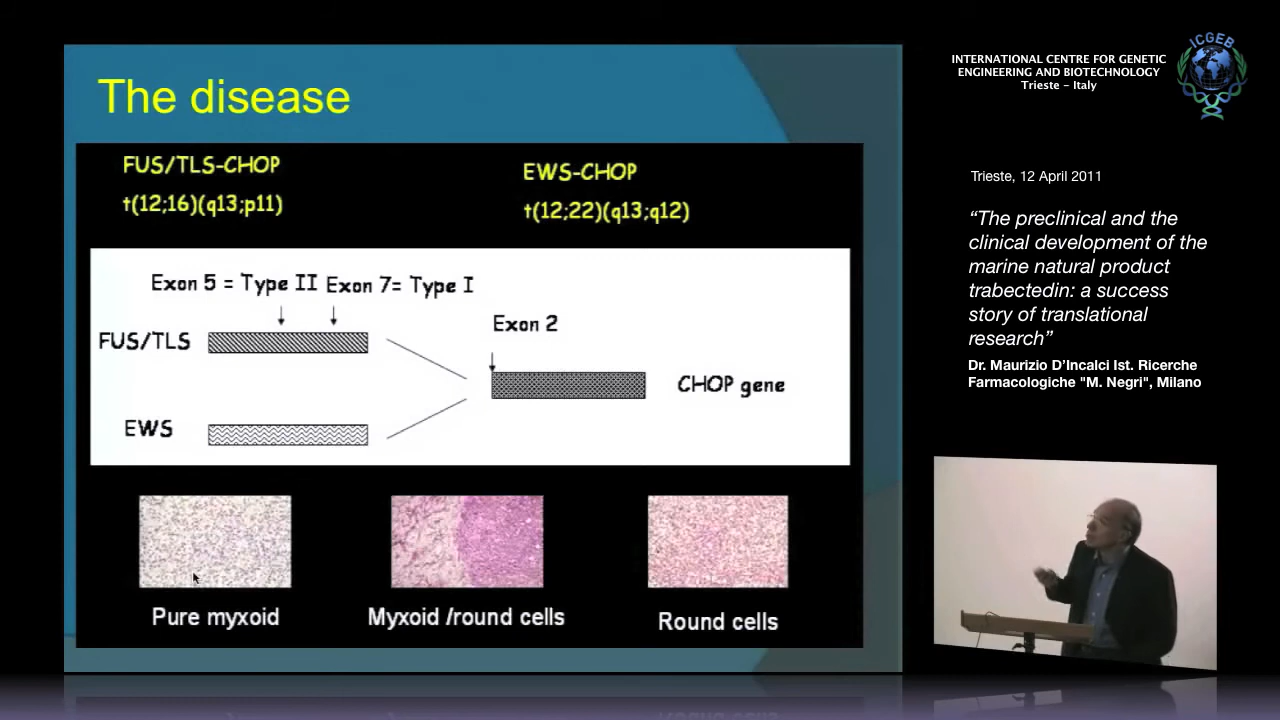 The disease
FUS/TLS-CHOP
t(12;16)(q13;p11)
EWS-CHOP
t(12;22)(q13;q12)
Exon 5 = Type II
Exon 7= Type I
FUS/TLS
Exon 2
CHOP gene
EWS
Pure myxoid
Myxoid /round cells
Round cells
INTERNATIONAL CENTRE FOR GENETIC
ENGINEERING AND BIOTECHNOLOGY
Trieste - Italy
ICGEB
Trieste, 12 April 2011
“The preclinical and the
clinical development of the
marine natural product
trabectedin: a success
story of translational
research”
Dr. Maurizio D’Incalci Ist. Ricerche
Farmacologiche "M. Negri", Milano